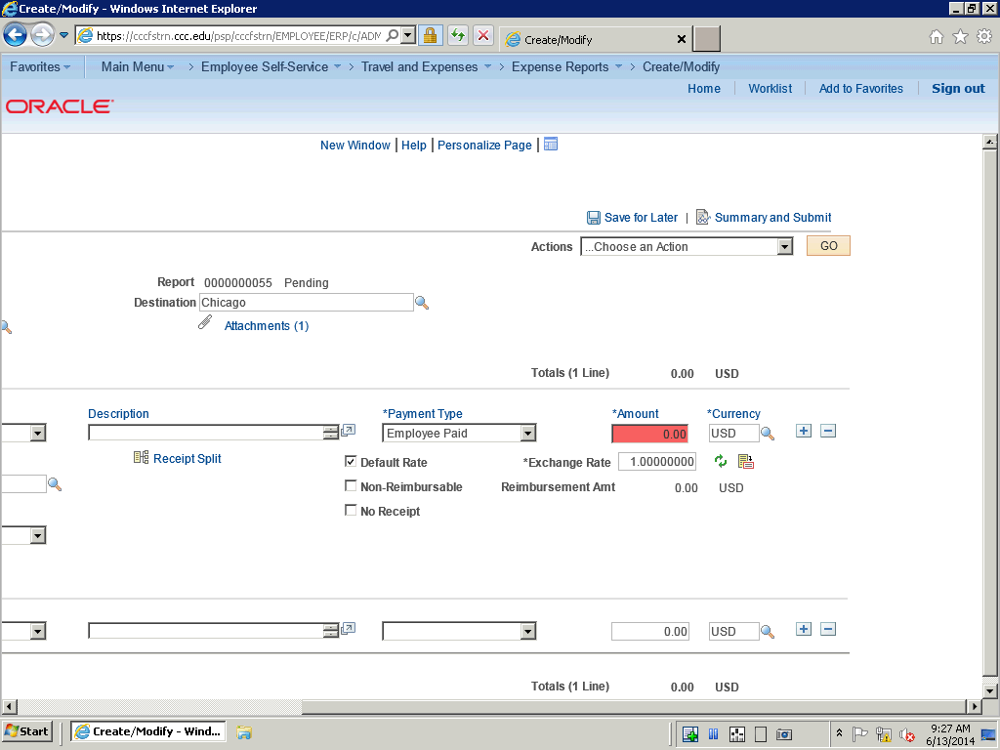 Create/Modify - Windows Internet Explorer
https://cccfstrn.ccc.edu/psp/cccfstrn/EMPLOYEE/ERP/c/ADM
Create/Modify
Favorites Main Menu > Employee Self-Service > Travel and Expenses > Expense Reports > Create/Modify
Home Worklist Add to Favorites Sign out
ORACLE
New Window | Help | Personalize Page |
Save for Later | Summary and Submit
Actions ...Choose an Action GO
Report 0000000055 Pending
Destination Chicago
Attachments (1)
Totals (1 Line) 0.00 USD
Description *Payment Type *Amount *Currency
Employee Paid 0.00 USD
Receipt Split Default Rate *Exchange Rate 1.00000000
Non-Reimbursable Reimbursement Amt 0.00 USD
No Receipt
0.00 USD
Totals (1 Line) 0.00 USD
Start Create/Modify - Wind... 9:27 AM
6/13/2014